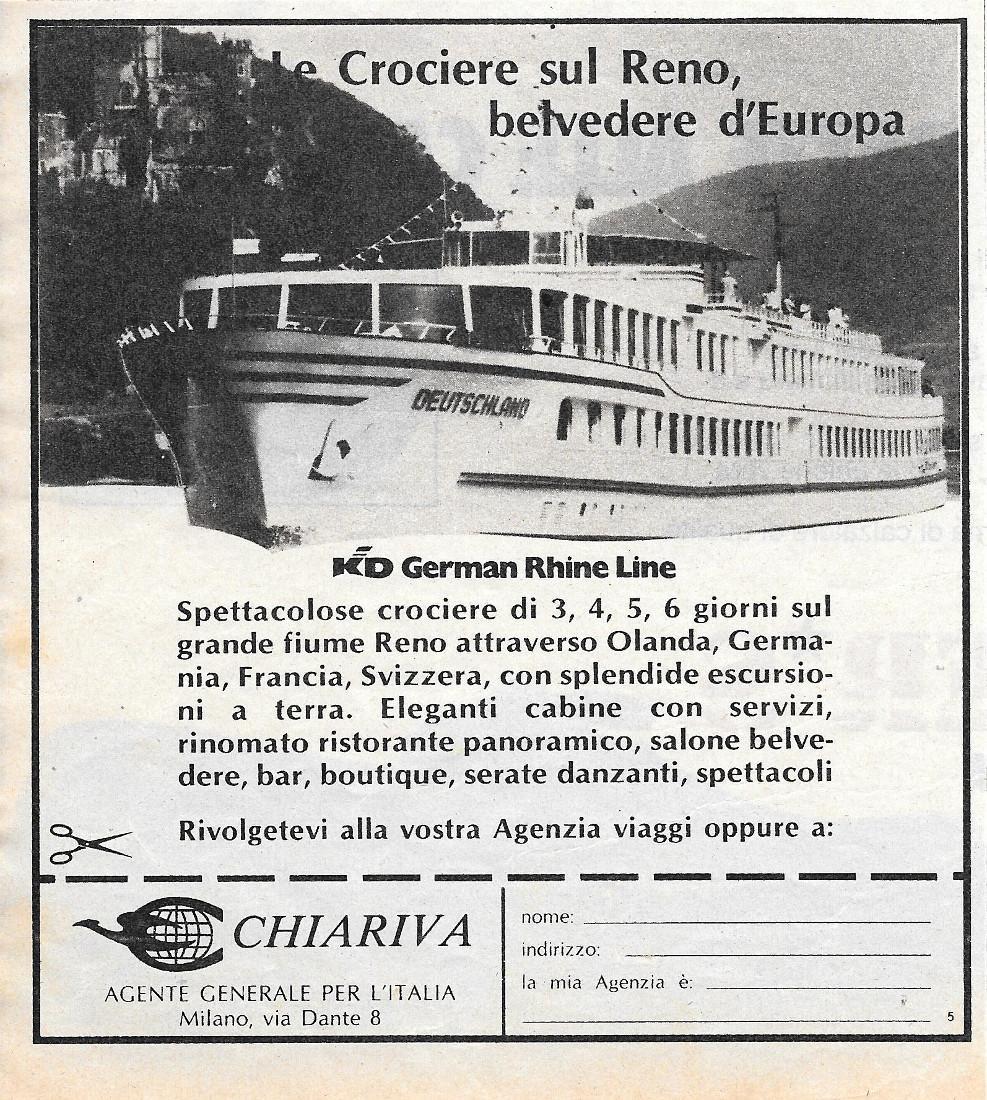 Le Crociere sul Reno,
belvedere d'Europa
DEUTSCHLAND
KD German Rhine Line
Spettacolose crociere di 3, 4, 5, 6 giorni sul
grande fiume Reno attraverso Olanda, Germa-
nia, Francia, Svizzera, con splendide escursio-
ni a terra. Eleganti cabine con servizi,
rinomato ristorante panoramico, salone belve-
dere, bar, boutique, serate danzanti, spettacoli
Rivolgetevi alla vostra Agenzia viaggi oppure a:
CHIARIVA
AGENTE GENERALE PER L'ITALIA
Milano, via Dante 8
nome:
indirizzo:
la mia Agenzia è:
5